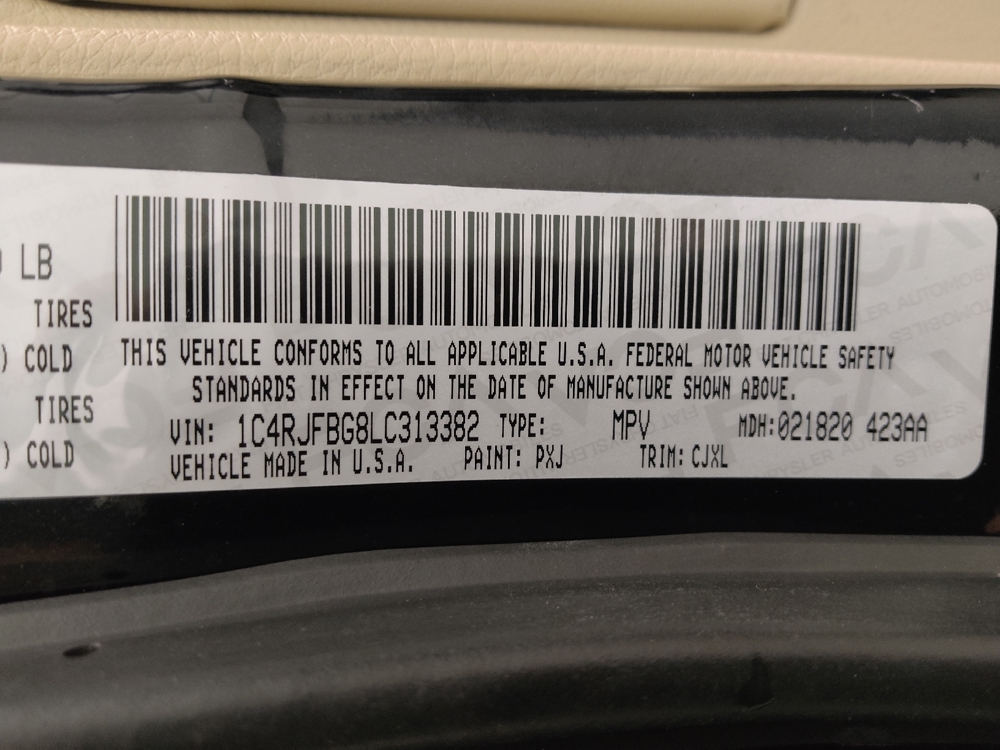 LB
TIRES
) COLD
TIRES
) COLD
THIS VEHICLE CONFORMS TO ALL APPLICABLE U.S.A. FEDERAL MOTOR VEHICLE SAFETY
STANDARDS IN EFFECT ON THE DATE OF MANUFACTURE SHOWN ABOVE.
VIN: 1C4RJFBG8LC313382 TYPE: MPV MDH:021820 423AA
VEHICLE MADE IN U.S.A. PAINT: PXJ TRIM: CJXL